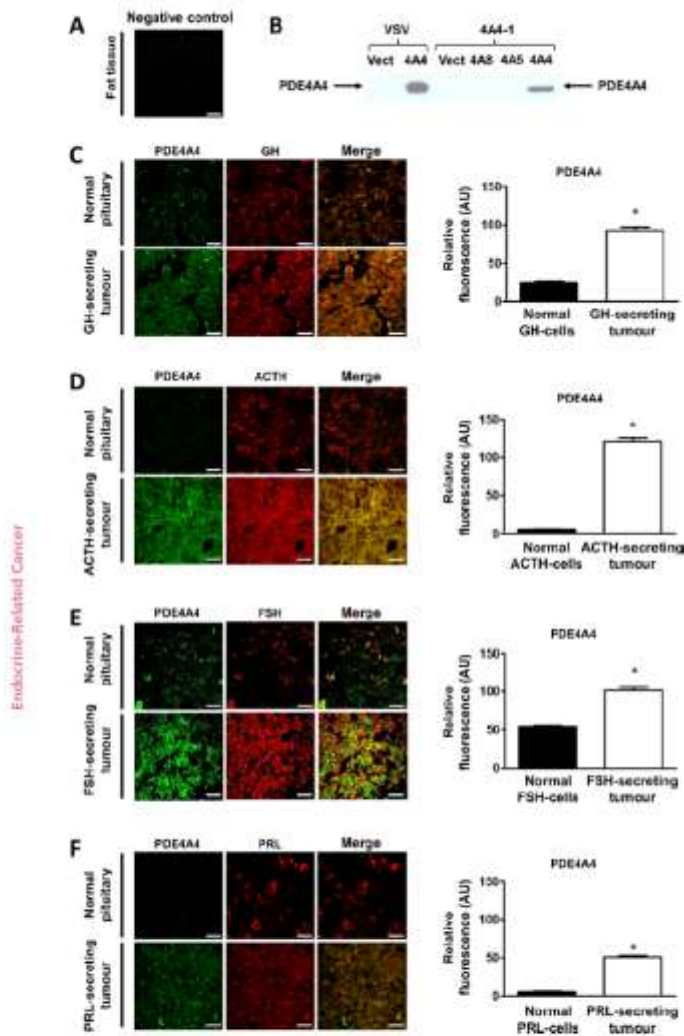 A
Negative control
Fat tissue
B
VSV
4A4-1
Vect 4A4
Vect 4A8 4A5 4A4
PDE4A4
PDE4A4
C
PDE4A4 GH Merge
Normal pituitary
GH-secreting tumour
PDE4A4
Relative fluorescence (AU)
150
100
50
0
*
Normal GH-cells
GH-secreting tumour
D
PDE4A4 ACTH Merge
Normal pituitary
ACTH-secreting tumour
PDE4A4
Relative fluorescence (AU)
150
100
50
0
*
Normal ACTH-cells
ACTH-secreting tumour
Endocrine-Related Cancer
E
PDE4A4 FSH Merge
Normal pituitary
FSH-secreting tumour
PDE4A4
Relative fluorescence (AU)
150
100
50
0
*
Normal FSH-cells
FSH-secreting tumour
F
PDE4A4 PRL Merge
Normal pituitary
PRL-secreting tumour
PDE4A4
Relative fluorescence (AU)
150
100
50
0
*
Normal PRL-cells
PRL-secreting tumour